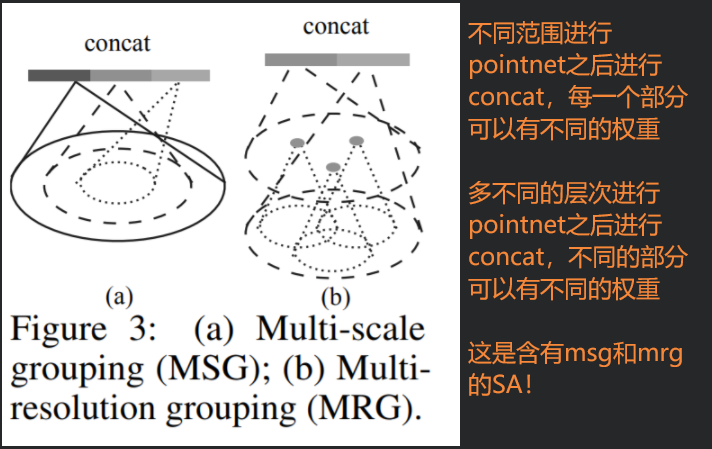 concat
concat
(a)
(b)
Figure 3: (a) Multi-scale
grouping (MSG); (b) Multi-
resolution grouping (MRG).
不同范围进行
pointnet之后进行
concat，每一个部分
可以有不同的权重
多不同的层次进行
pointnet之后进行
concat，不同的部分
可以有不同的权重
这是含有msg和mrg
的SA！